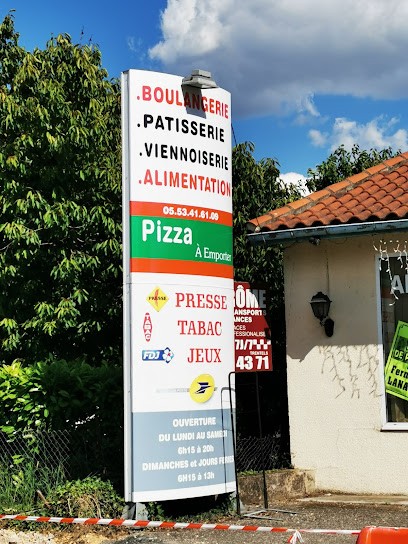 .BOULANGERIE
.PATISSERIE
.VIENNOISERIE
.ALIMENTATION
05.53.41.61.09
Pizza
À Emporter
PRESSE
PRESSE
TABAC
FDJ
JEUX
OUVERTURE
DU LUNDI AU SAMEDI
6h15 à 20h
DIMANCHES et JOURS FERIES
6H15 à 13h
43 71